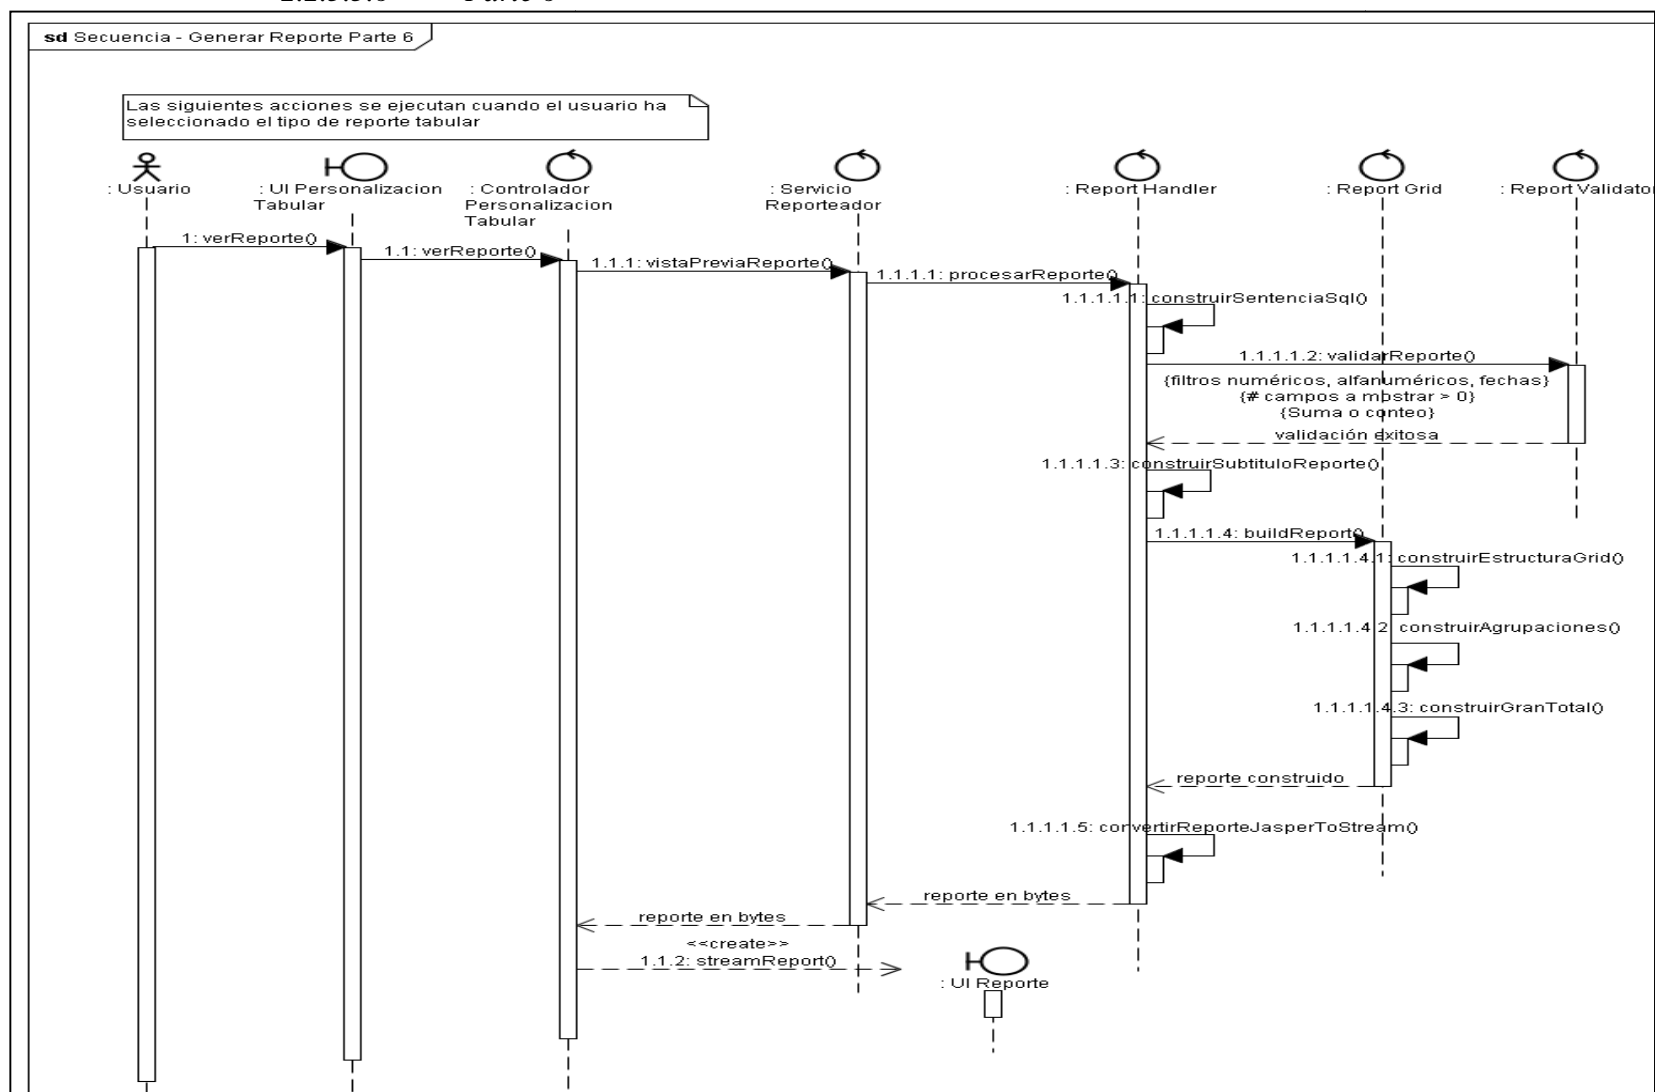 sd Secuencia - Generar Reporte Parte 6
Las siguientes acciones se ejecutan cuando el usuario ha
seleccionado el tipo de reporte tabular
: Usuario
: UI Personalizacion
Tabular
: Controlador
Personalizacion
Tabular
: Servicio
Reporteador
: Report Handler
: Report Grid
: Report Validator
1: verReporte()
1.1: verReporte()
1.1.1: vistaPreviaReporte()
1.1.1.1: procesarReporte()
1.1.1.1.1: construirSentenciaSql()
1.1.1.1.2: validarReporte()
{filtros numéricos, alfanuméricos, fechas}
{# campos a mostrar > 0}
{Suma o conteo}
validación exitosa
1.1.1.1.3: construirSubtituloReporte()
1.1.1.1.4: buildReport()
1.1.1.1.4.1: construirEstructuraGrid()
1.1.1.1.4.2: construirAgrupaciones()
1.1.1.1.4.3: construirGranTotal()
reporte construido
1.1.1.1.5: convertirReporteJasperToStream()
reporte en bytes
reporte en bytes
<<create>>
1.1.2: streamReport()
: UI Reporte